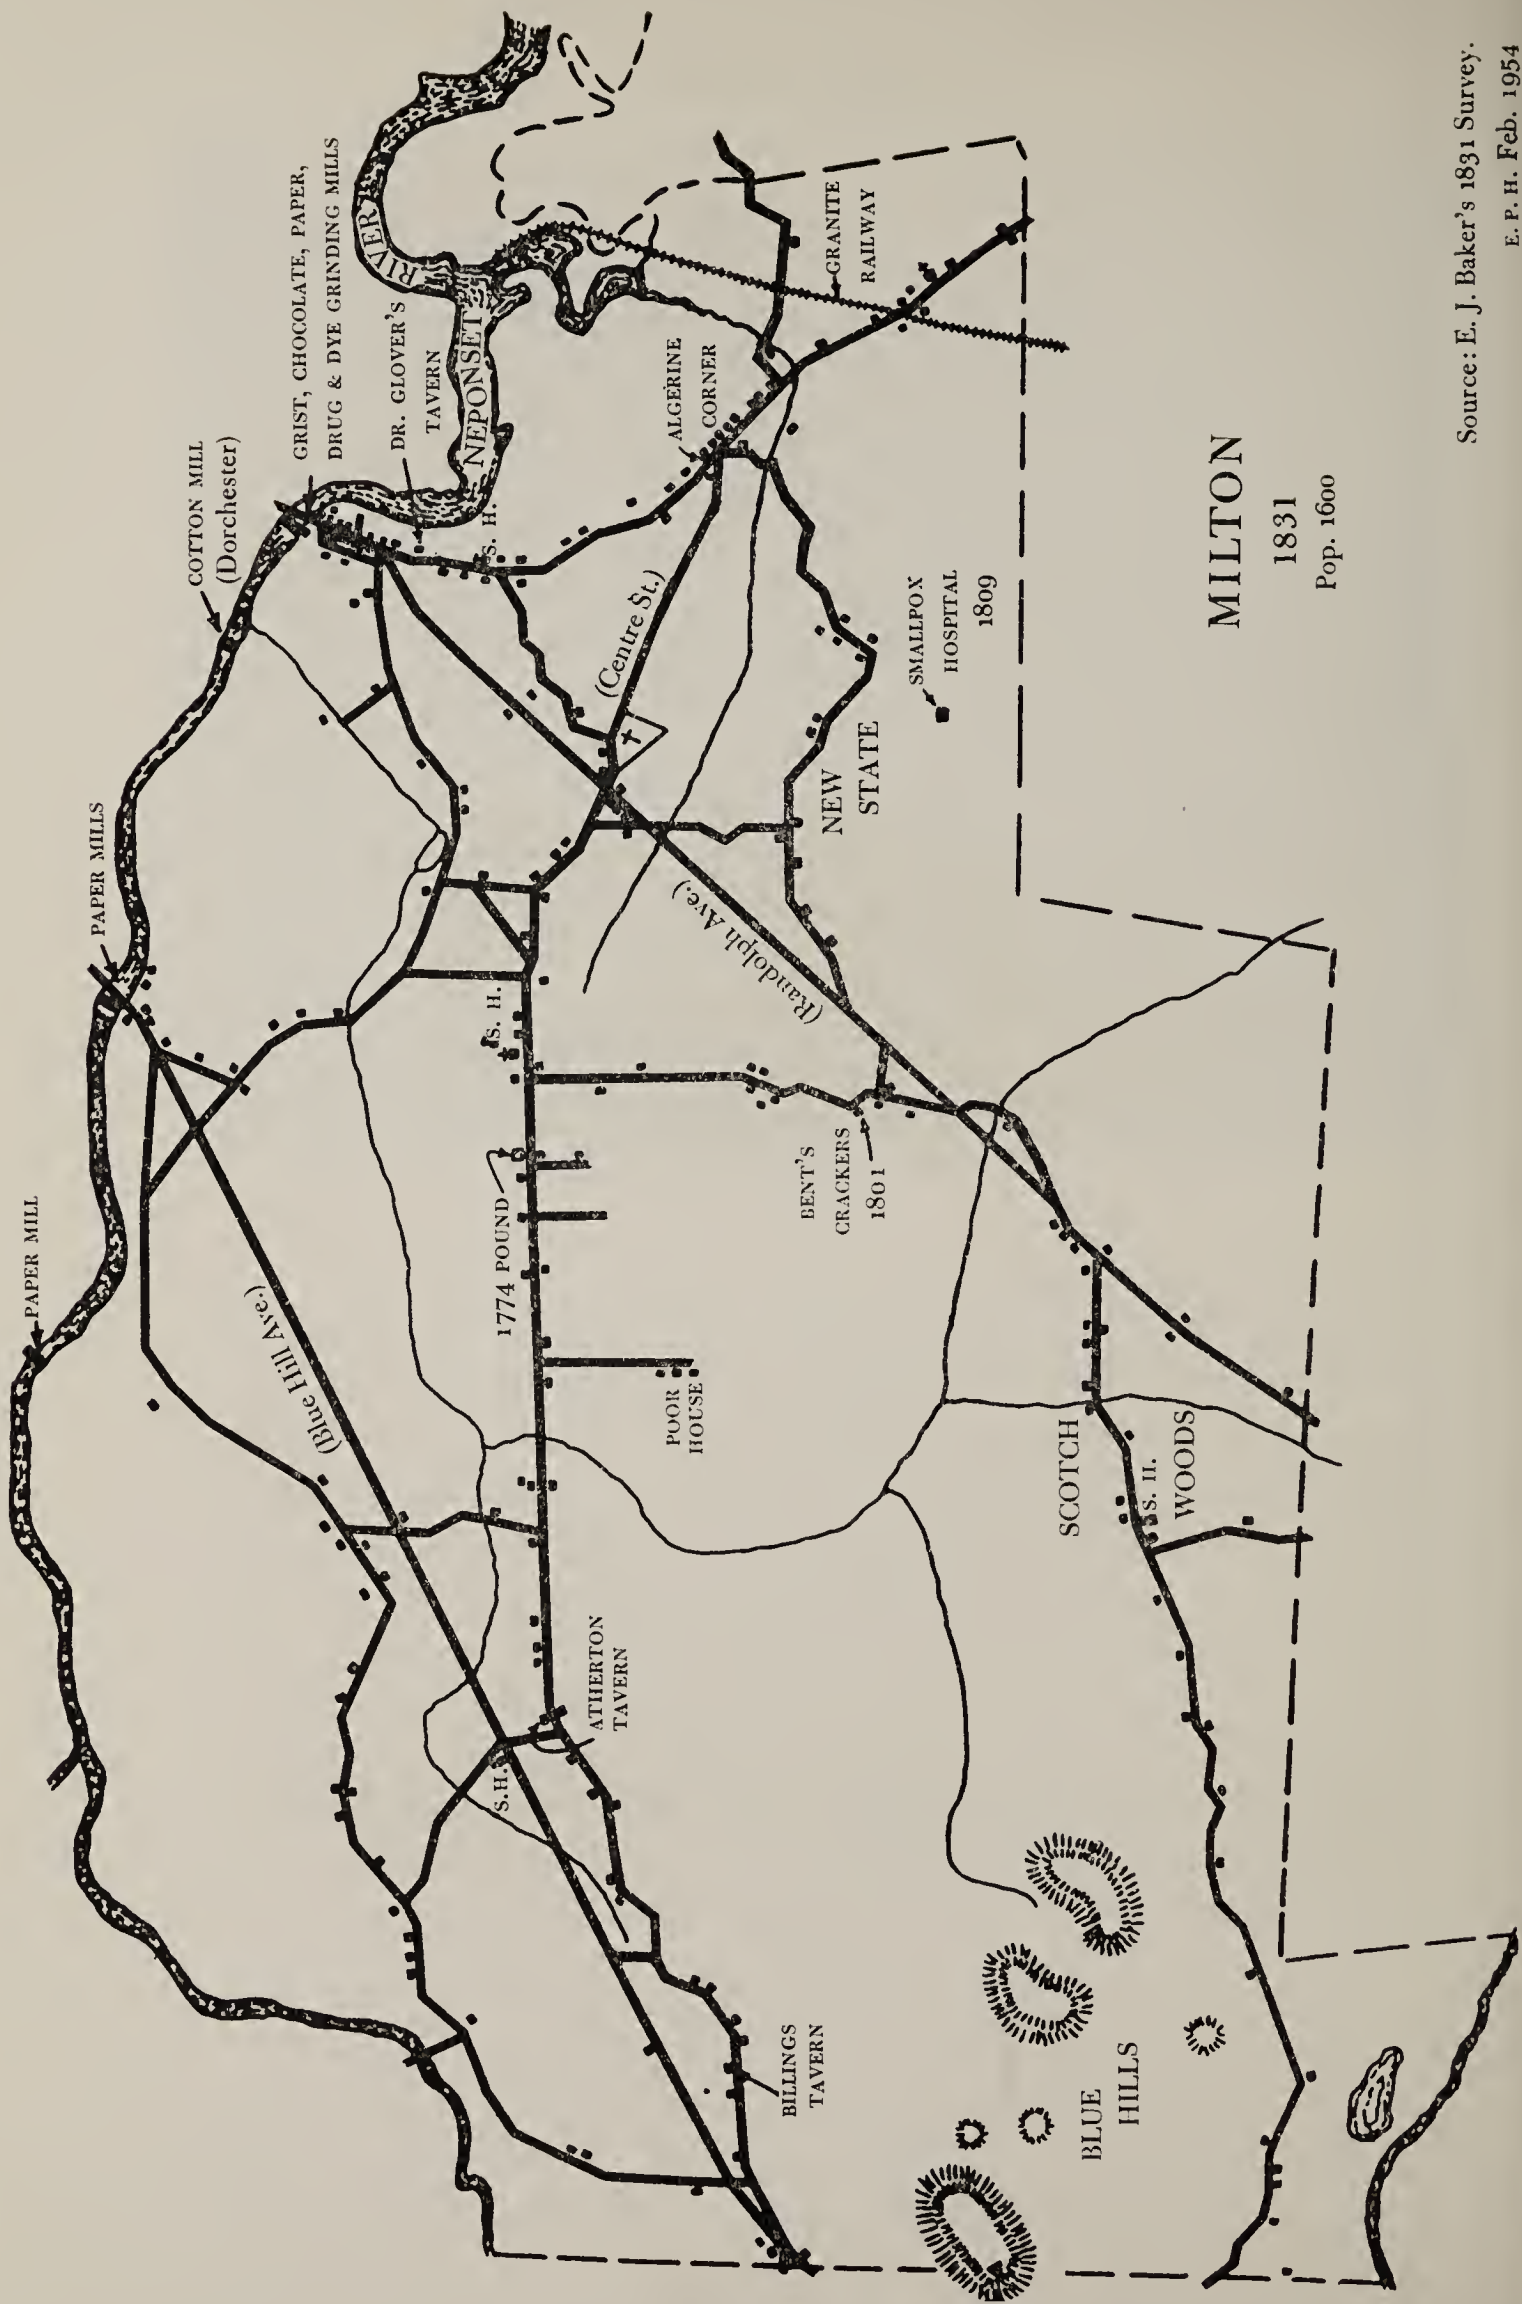 PAPER MILL
PAPER MILLS
COTTON MILL
(Dorchester)
GRIST, CHOCOLATE, PAPER,
DRUG & DYE GRINDING MILLS
DR. GLOVER'S
TAVERN
NEPONSET
RIVER
S. H.
ALGERINE
CORNER
GRANITE
RAILWAY
(Centre St.)
(Blue Hill Ave.)
(Randolph Ave.)
S. H.
1774 POUND
POOR
HOUSE
BENT'S
CRACKERS
1801
NEW
STATE
SMALLPOX
HOSPITAL
1809
ATHERTON
TAVERN
S.H.
BILLINGS
TAVERN
SCOTCH
WOODS
S. H.
BLUE
HILLS
MILTON
1831
Pop. 1600
Source: E. J. Baker's 1831 Survey.
E. P. H. Feb. 1954